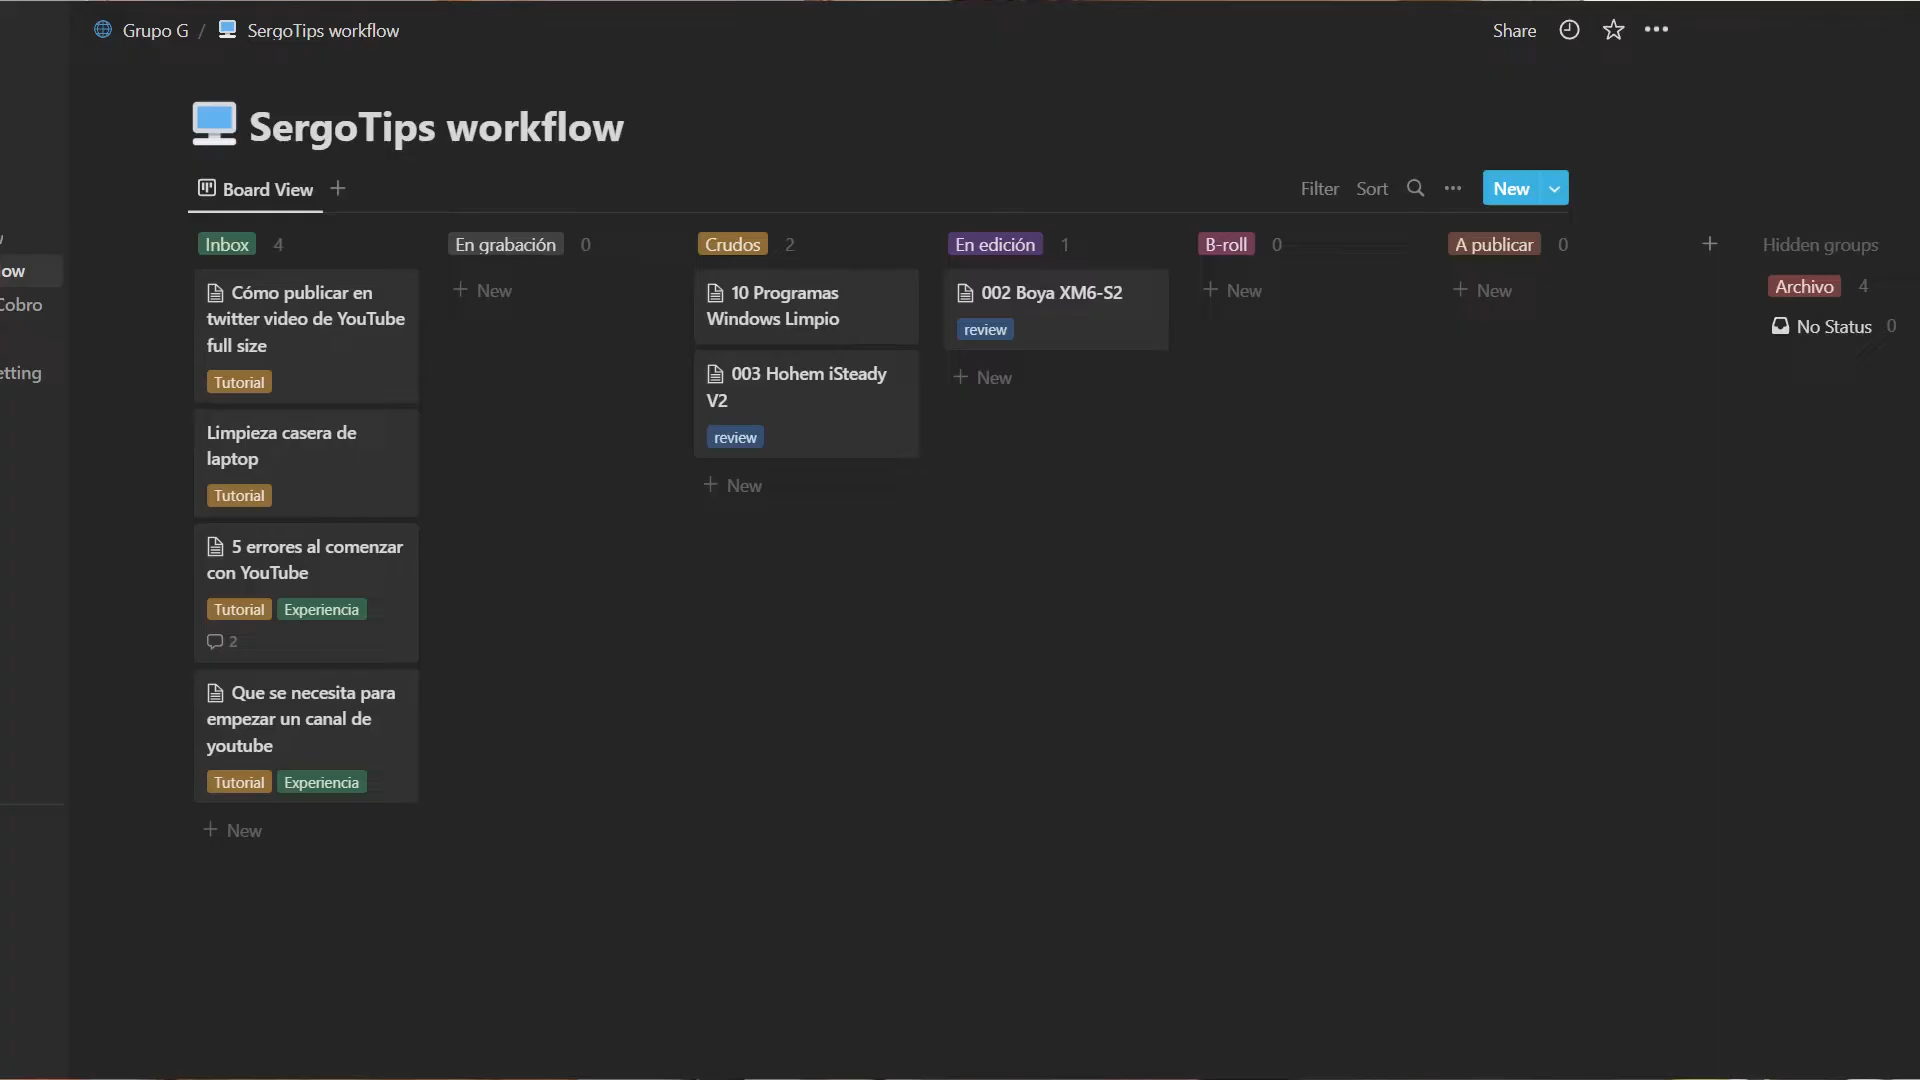 Grupo G / SergoTips workflow
Share
ow
Cobro
etting
SergoTips workflow
Board View
Filter Sort
New
Inbox 4
Cómo publicar en
twitter video de YouTube
full size
Tutorial
Limpieza casera de
laptop
Tutorial
5 errores al comenzar
con YouTube
Tutorial Experiencia
2
Que se necesita para
empezar un canal de
youtube
Tutorial Experiencia
+ New
En grabación 0
+ New
Crudos 2
10 Programas
Windows Limpio
003 Hohem iSteady
V2
review
+ New
En edición 1
002 Boya XM6-S2
review
+ New
B-roll 0
+ New
A publicar 0
+ New
Hidden groups
Archivo 4
No Status 0